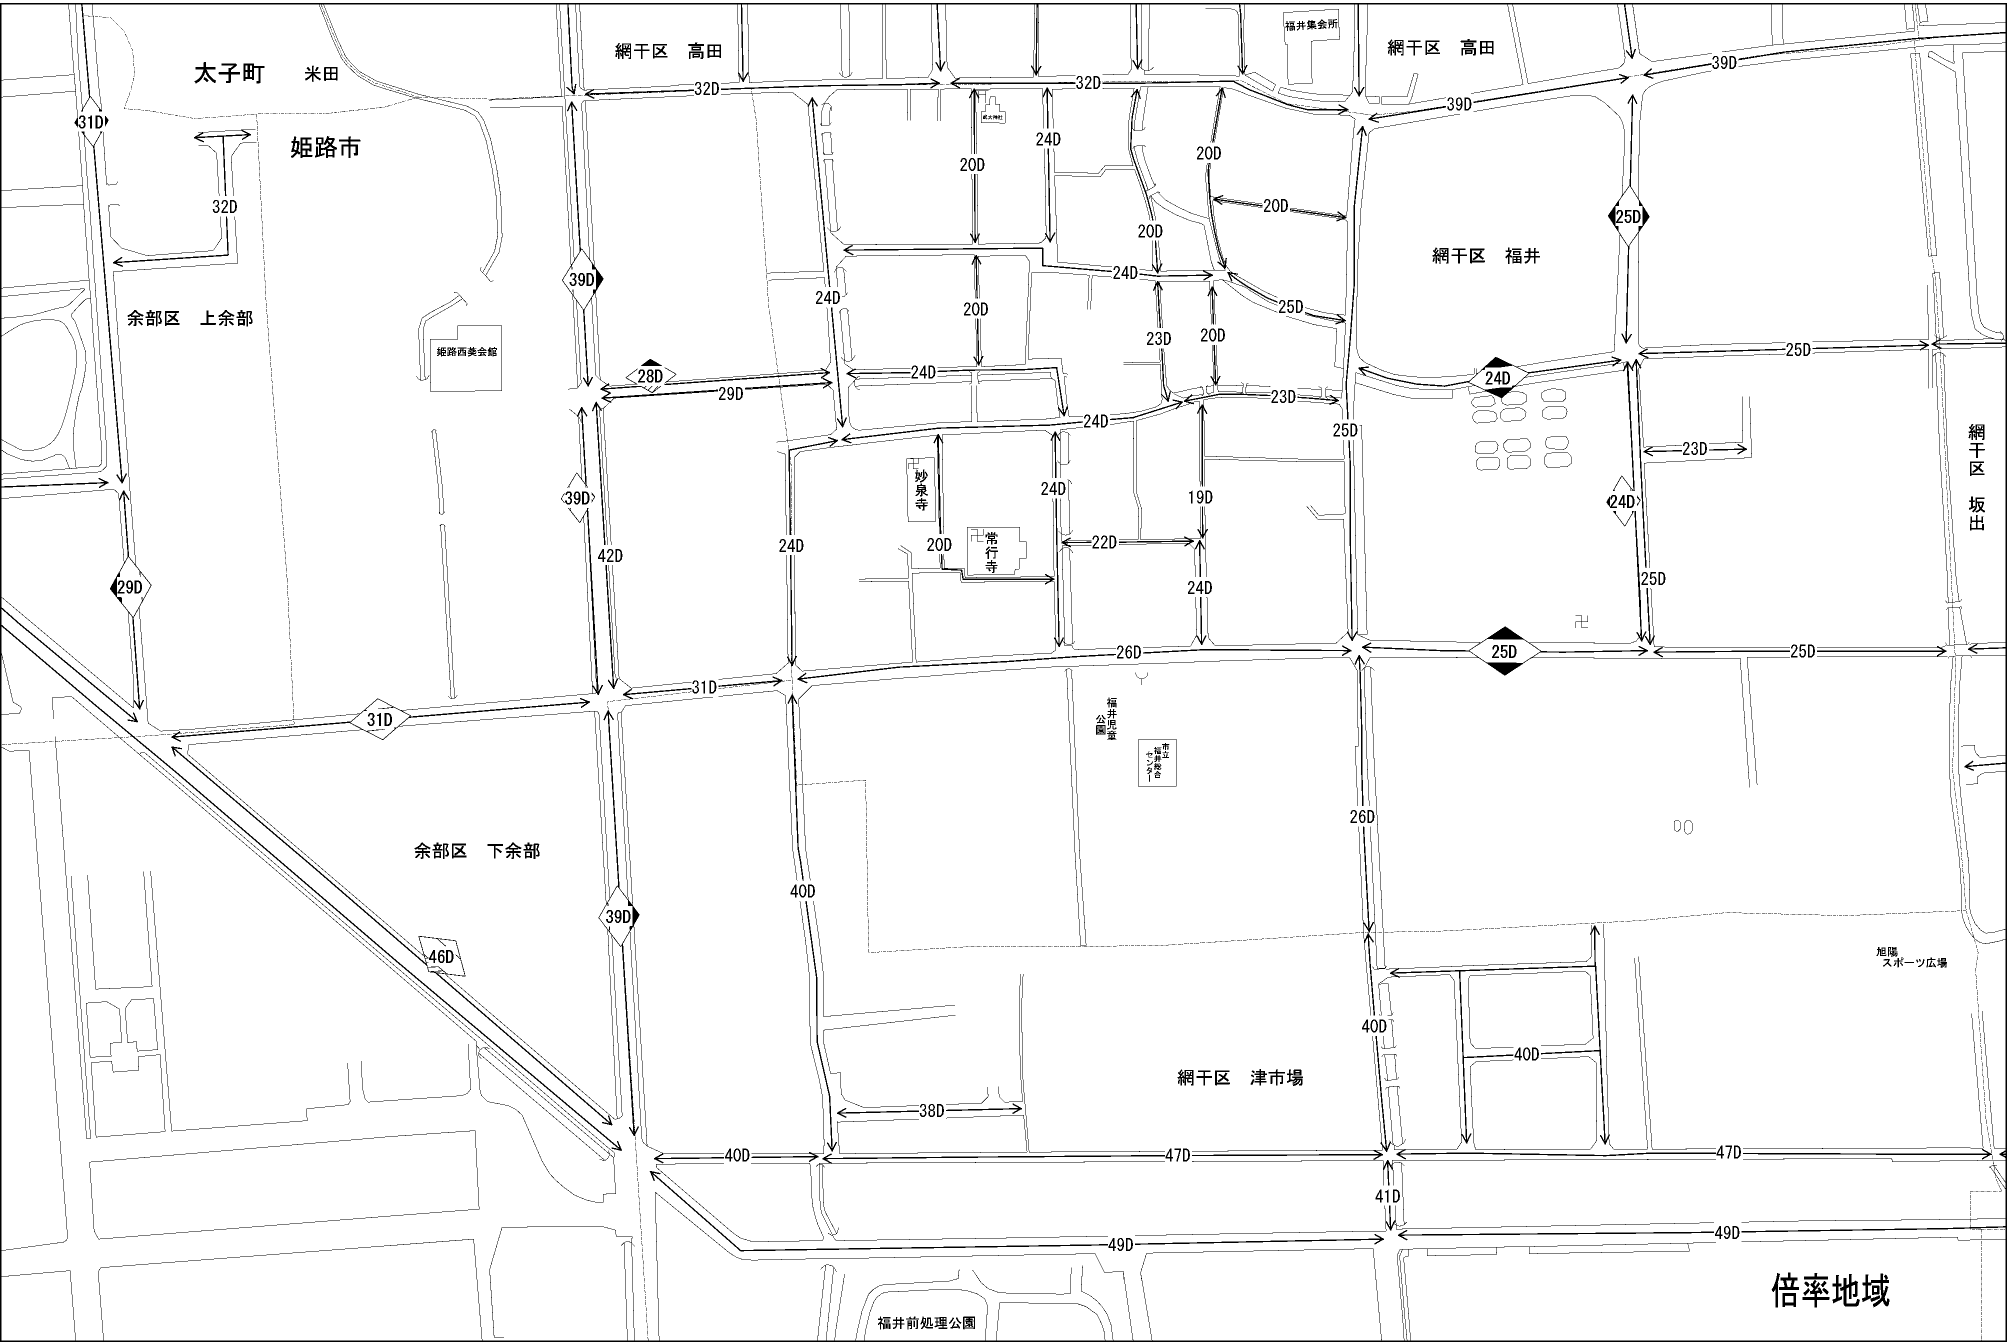 福井集会所
太子町 米田
網干区 高田
網干区 高田
39D
32D
32D
39D
31D
姫路市
24D
20D
20D
32D
20D
25D
20D
網干区 福井
24D
39D
24D
20D
25D
余部区 上余部
23D
20D
姫路西芙会館
25D
28D
24D
24D
29D
23D
24D
25D
23D
網干区 坂出
妙泉寺
24D
19D
39D
24D
常行寺
24D
20D
22D
42D
25D
29D
24D
26D
25D
25D
31D
31D
福井児童
公園
市立
福井総合
センター
26D
余部区 下余部
40D
39D
46D
旭陽
スポーツ広場
40D
40D
網干区 津市場
38D
40D
47D
47D
41D
49D
49D
倍率地域
福井前処理公園